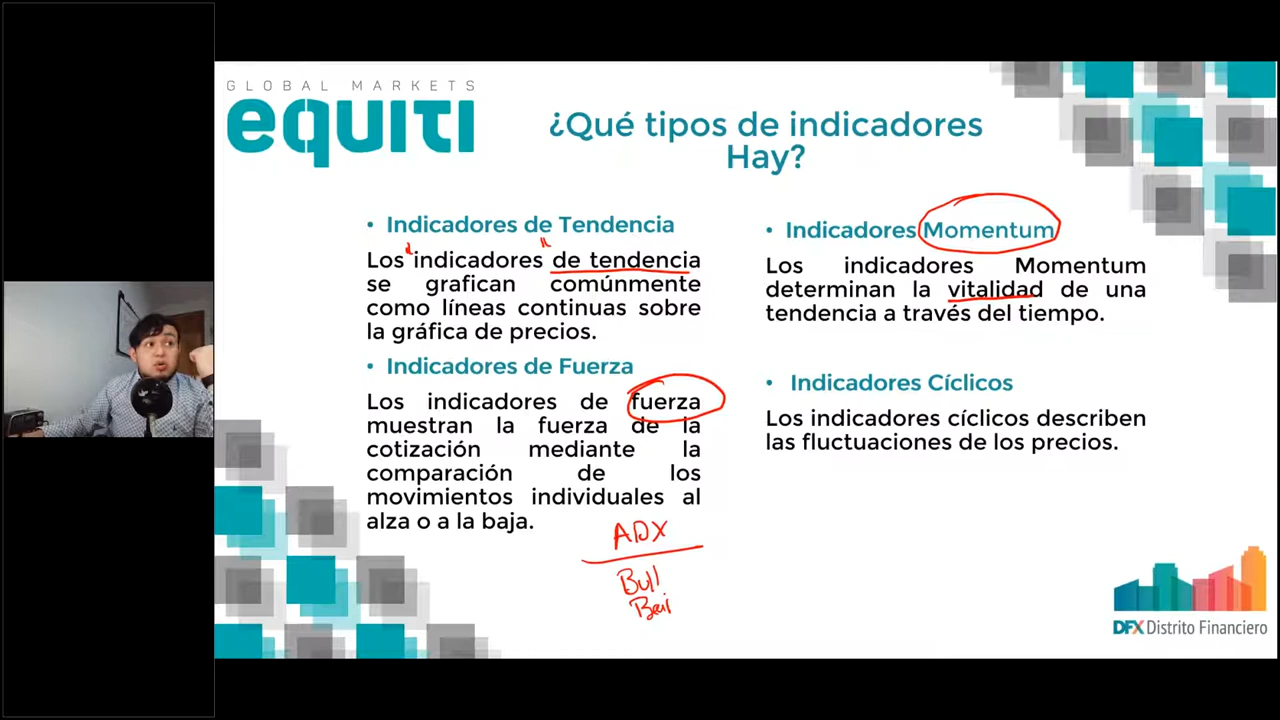 GLOBAL MARKETS
equiti
¿Qué tipos de indicadores
Hay?
• Indicadores de Tendencia
Los indicadores de tendencia
se grafican comúnmente
como líneas continuas sobre
la gráfica de precios.
• Indicadores de Fuerza
Los indicadores de fuerza
muestran la fuerza de la
cotización mediante la
comparación de los
movimientos individuales al
alza o a la baja.
ADX
Bull
• Indicadores Momentum
Los indicadores Momentum
determinan la vitalidad de una
tendencia a través del tiempo.
• Indicadores Cíclicos
Los indicadores cíclicos describen
las fluctuaciones de los precios.
DFX Distrito Financiero